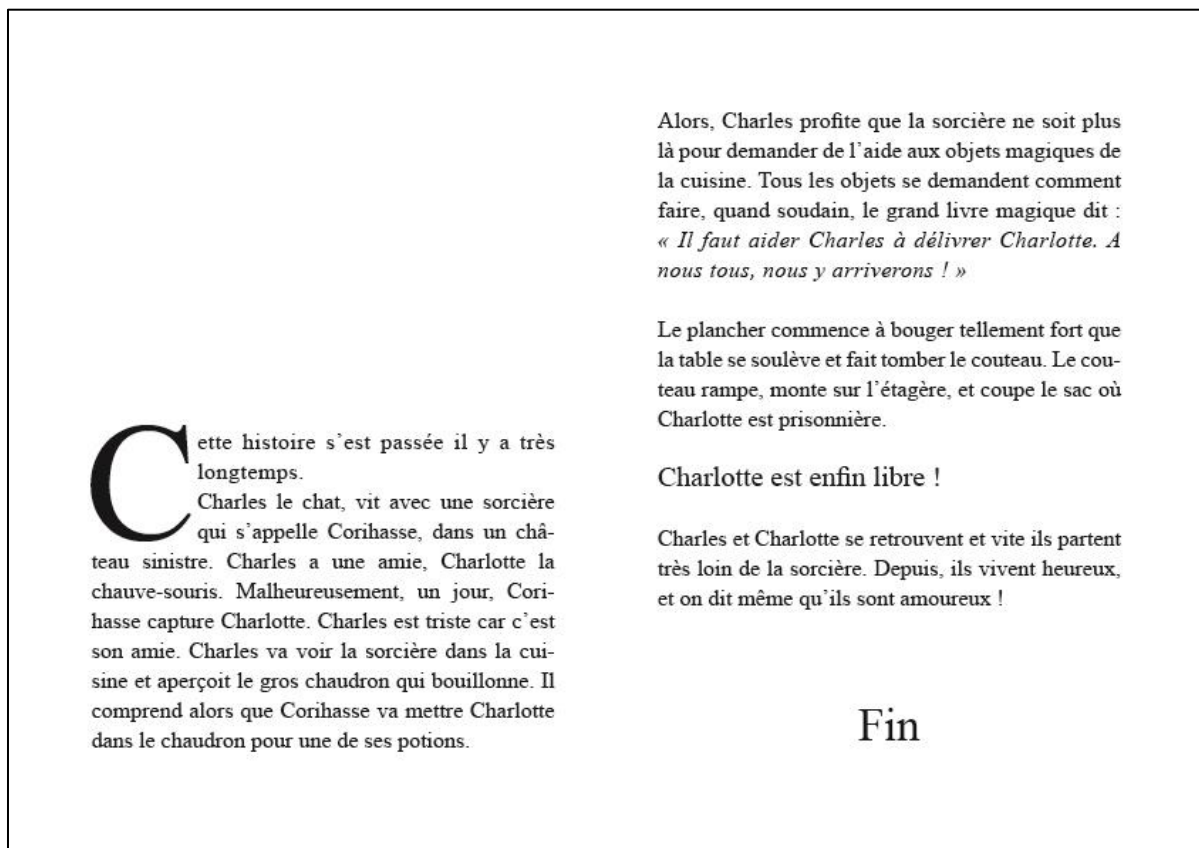 Cette histoire s’est passée il y a très
longtemps.
Charles le chat, vit avec une sorcière
qui s’appelle Corihasse, dans un châ-
teau sinistre. Charles a une amie, Charlotte la
chauve-souris. Malheureusement, un jour, Cori-
hasse capture Charlotte. Charles est triste car c’est
son amie. Charles va voir la sorcière dans la cui-
sine et aperçoit le gros chaudron qui bouillonne. Il
comprend alors que Corihasse va mettre Charlotte
dans le chaudron pour une de ses potions.
Alors, Charles profite que la sorcière ne soit plus
là pour demander de l’aide aux objets magiques de
la cuisine. Tous les objets se demandent comment
faire, quand soudain, le grand livre magique dit :
« Il faut aider Charles à délivrer Charlotte. A
nous tous, nous y arriverons ! »
Le plancher commence à bouger tellement fort que
la table se soulève et fait tomber le couteau. Le cou-
teau rampe, monte sur l’étagère, et coupe le sac où
Charlotte est prisonnière.
Charlotte est enfin libre !
Charles et Charlotte se retrouvent et vite ils partent
très loin de la sorcière. Depuis, ils vivent heureux,
et on dit même qu’ils sont amoureux !
Fin